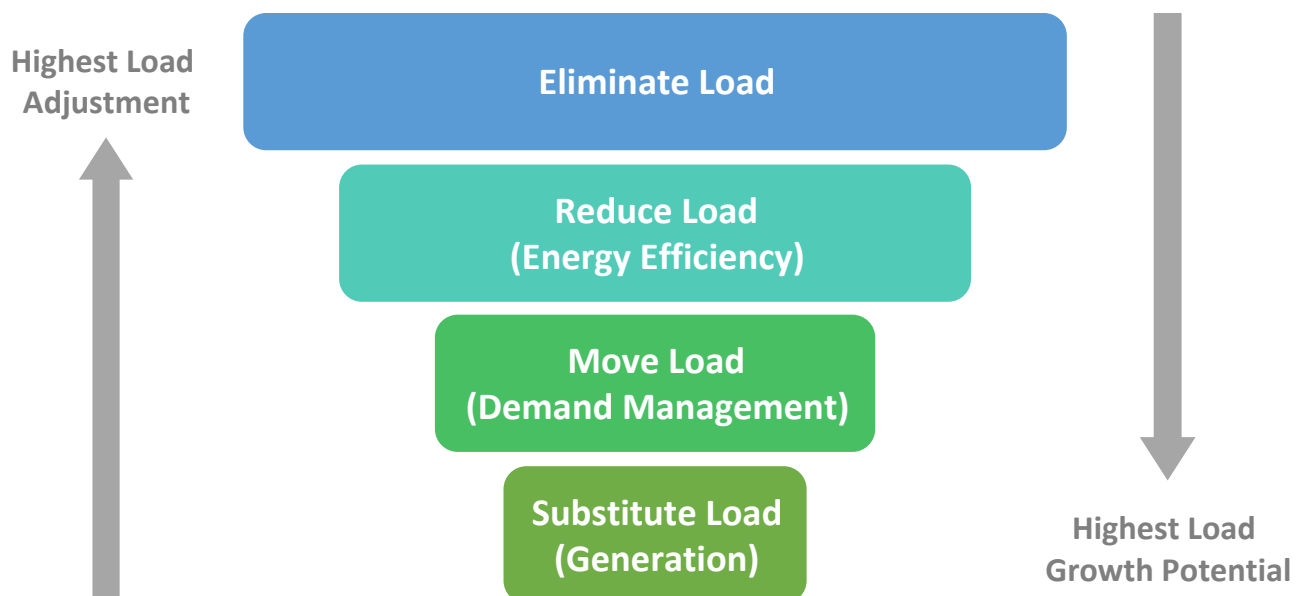 Highest Load
Adjustment
Eliminate Load
Reduce Load
(Energy Efficiency)
Move Load
(Demand Management)
Substitute Load
(Generation)
Highest Load
Growth Potential